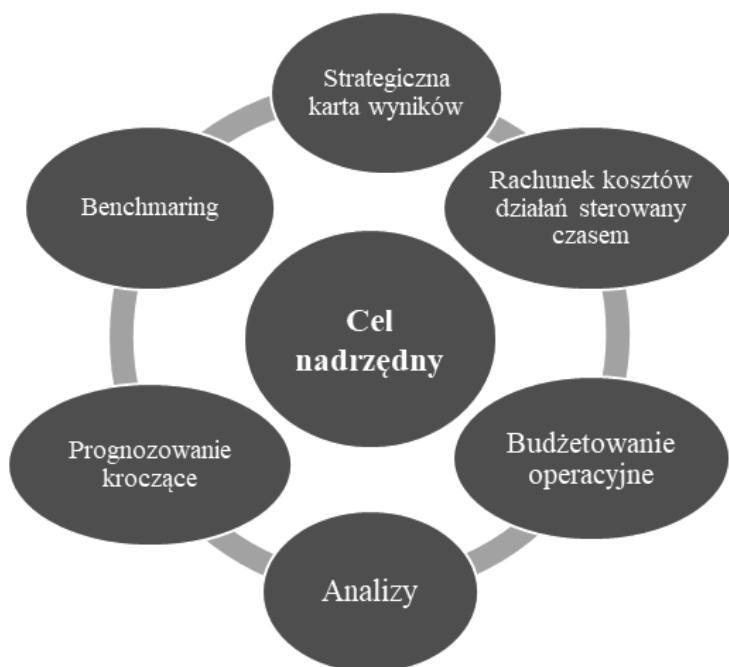 Strategiczna
karta wyników
Rachunek kosztów
działań sterowany
czasem
Benchmaring
Cel
nadrzędny
Budżetowanie
operacyjne
Prognozowanie
kroczące
Analizy